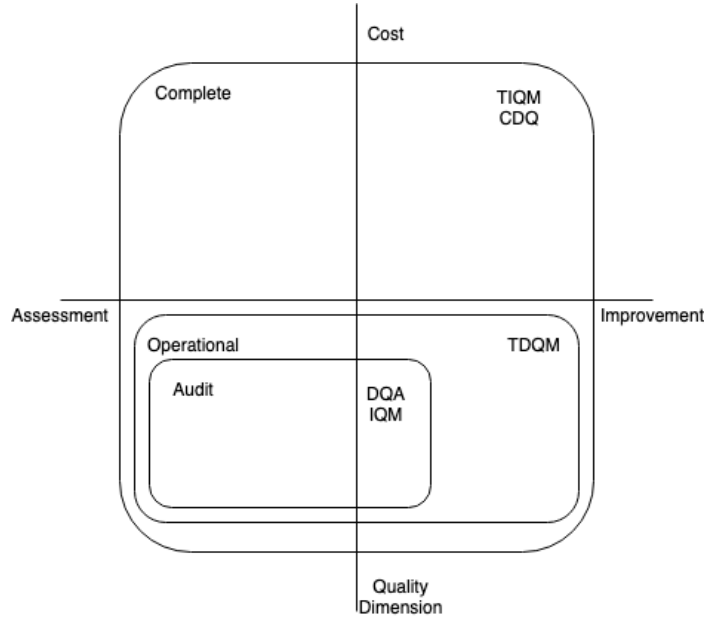 Cost
Complete
TIQM
CDQ
Assessment
Improvement
Operational
TDQM
Audit
DQA
IQM
Quality
Dimension